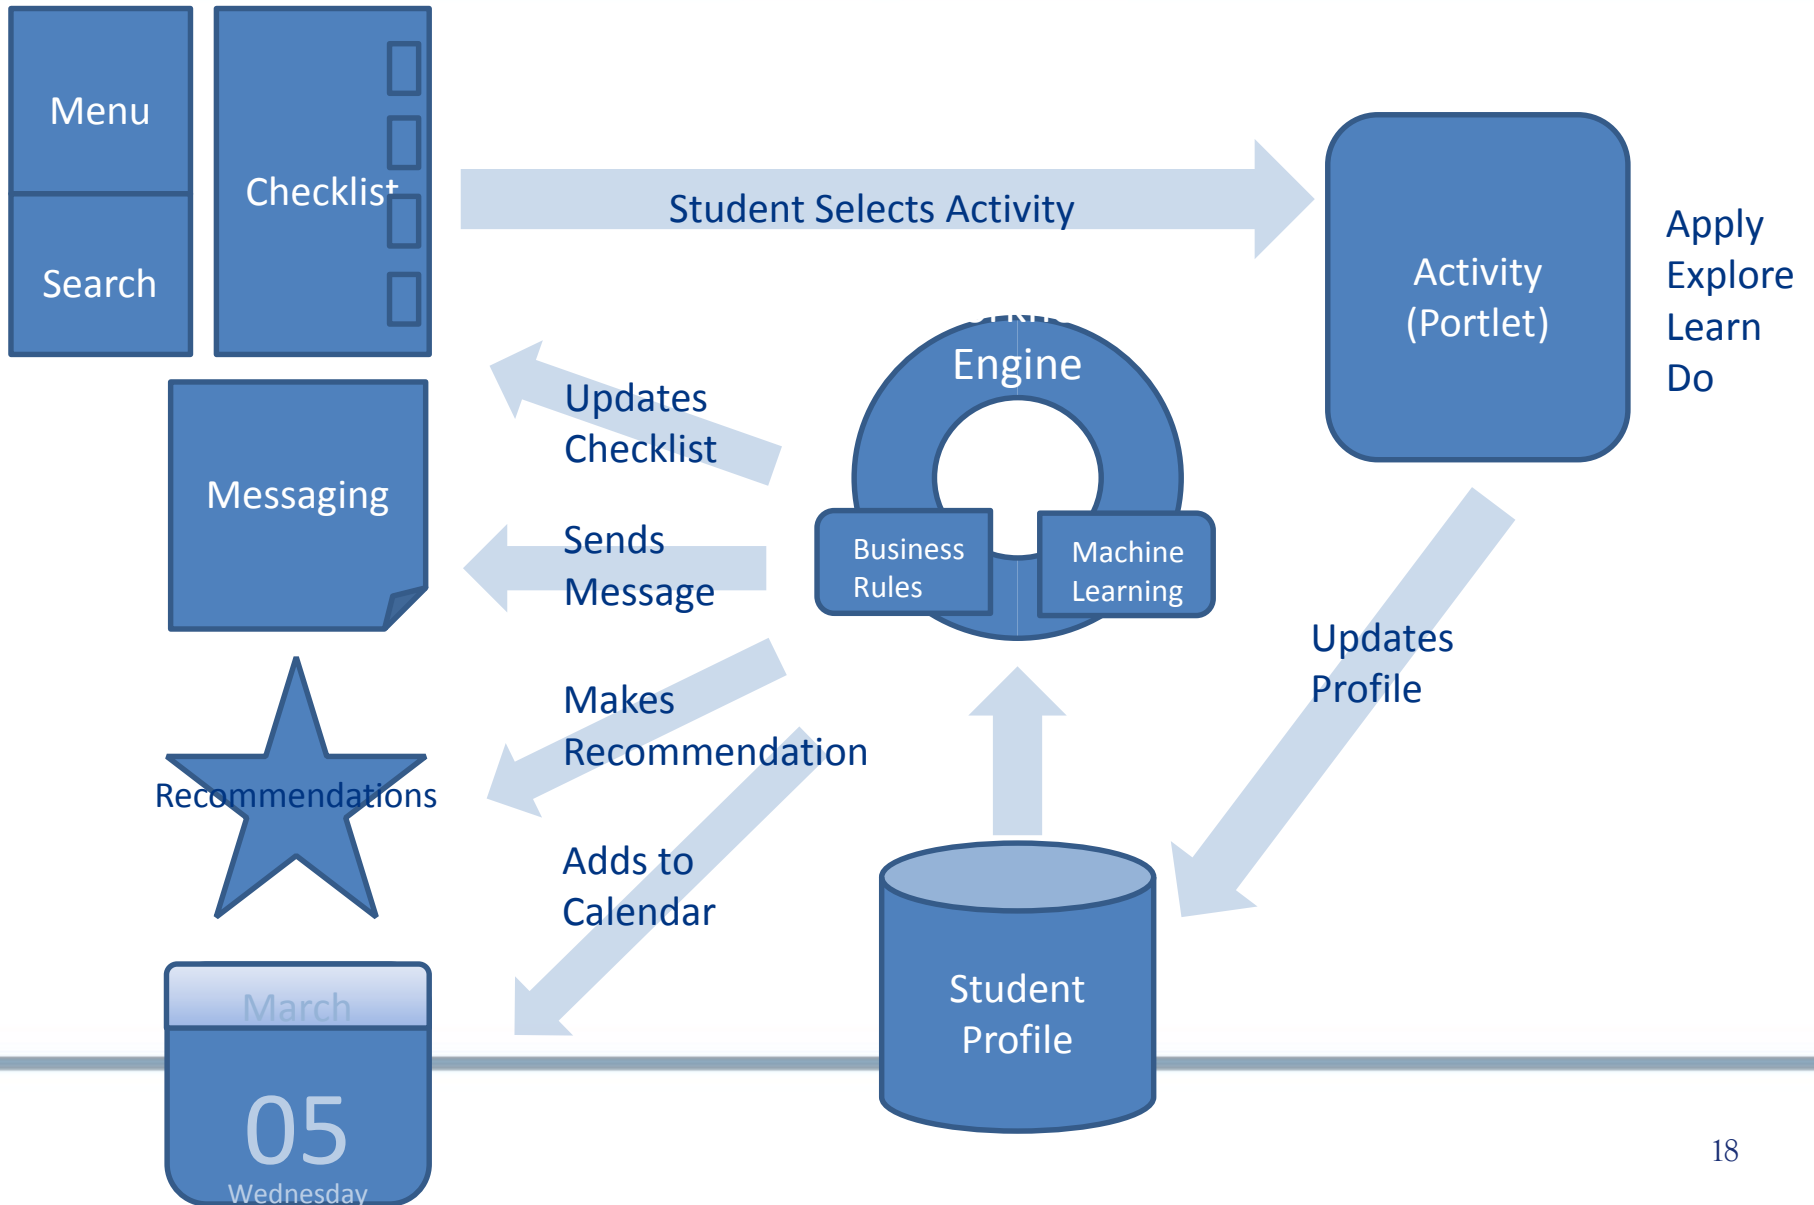 Menu
Search
Checklist
Student Selects Activity
Activity
(Portlet)
Apply
Explore
Learn
Do
Engine
Business
Rules
Machine
Learning
Updates
Checklist
Messaging
Sends
Message
Makes
Recommendation
Recommendations
Adds to
Calendar
Updates
Profile
Student
Profile
March
05
Wednesday
18